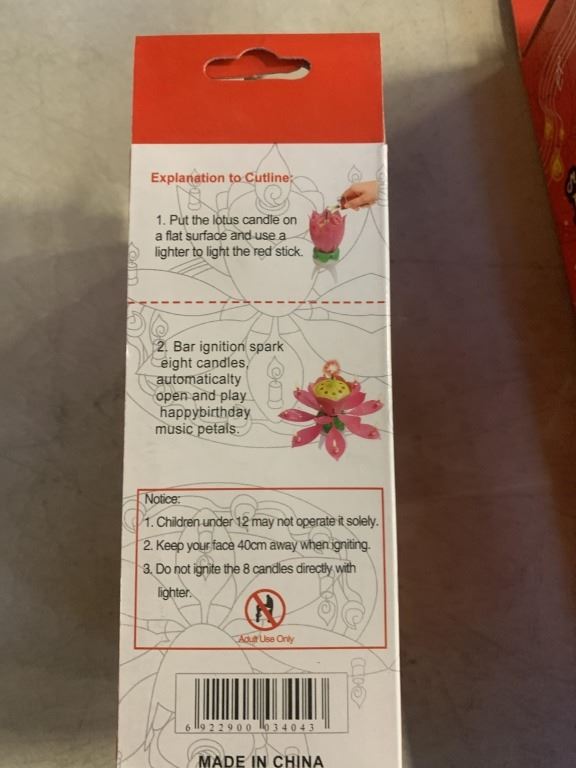 Explanation to Cutline:
1. Put the lotus candle on
a flat surface and use a
lighter to light the red stick.
2. Bar ignition spark
eight candles,
automaticalty
open and play
happybirthday
music petals.
Notice:
1. Children under 12 may not operate it solely.
2. Keep your face 40cm away when igniting.
3. Do not ignite the 8 candles directly with
lighter.
Adult Use Only
6 922900 034043
MADE IN CHINA